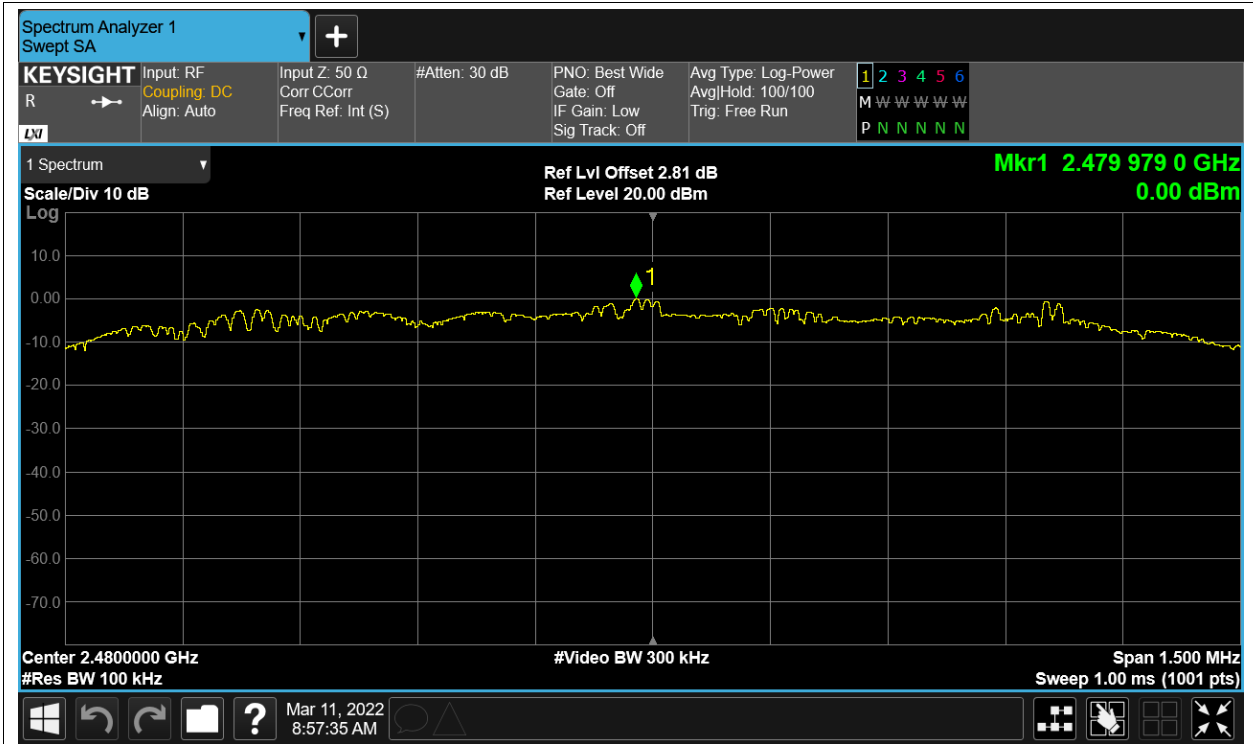 Spectrum Analyzer 1
Swept SA
+
KEYSIGHT
R
LXI
Input: RF
Coupling: DC
Align: Auto
Input Z: 50 Ω
Corr CCorr
Freq Ref: Int (S)
#Atten: 30 dB
PNO: Best Wide
Gate: Off
IF Gain: Low
Sig Track: Off
Avg Type: Log-Power
Avg|Hold: 100/100
Trig: Free Run
1 2 3 4 5 6
M W W W W W W
P N N N N N
1 Spectrum
Scale/Div 10 dB
Log
Ref Lvl Offset 2.81 dB
Ref Level 20.00 dBm
Mkr1 2.479 979 0 GHz
0.00 dBm
10.0
0.00
-10.0
-20.0
-30.0
-40.0
-50.0
-60.0
-70.0
1
Center 2.4800000 GHz
#Res BW 100 kHz
#Video BW 300 kHz
Span 1.500 MHz
Sweep 1.00 ms (1001 pts)
?
Mar 11, 2022
8:57:35 AM